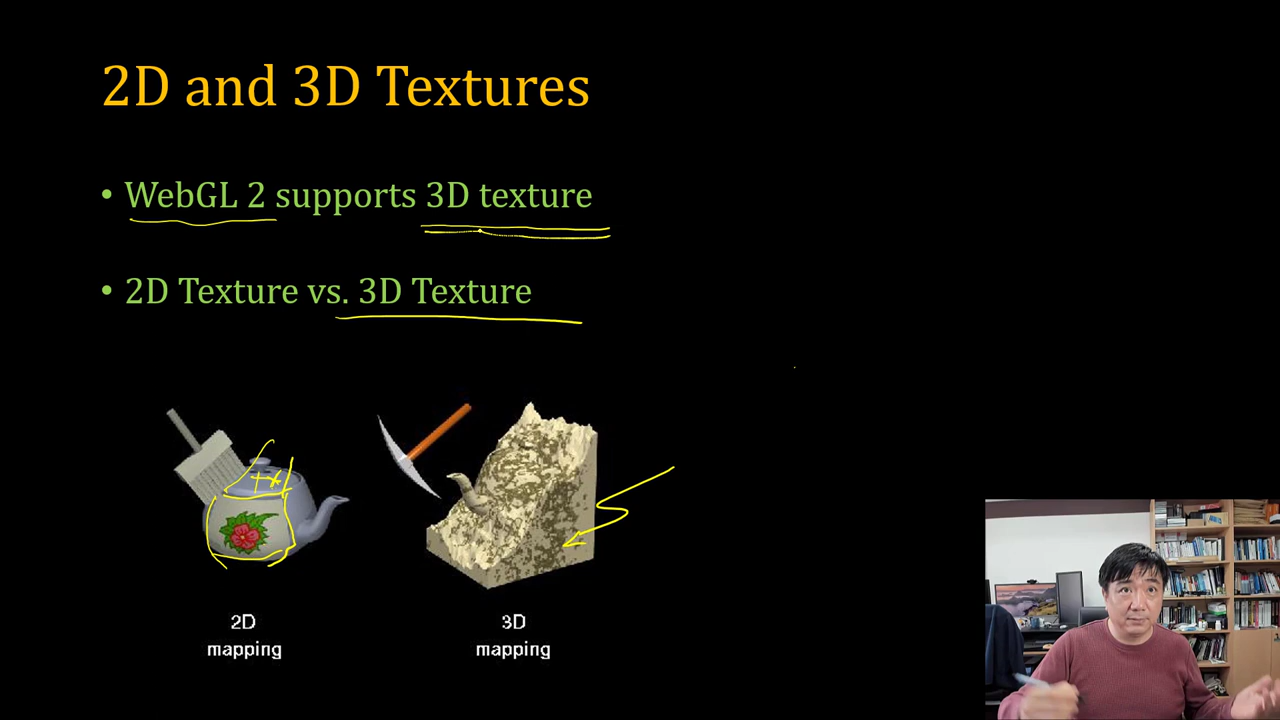 2D and 3D Textures
• WebGL 2 supports 3D texture
• 2D Texture vs. 3D Texture
2D
mapping
3D
mapping